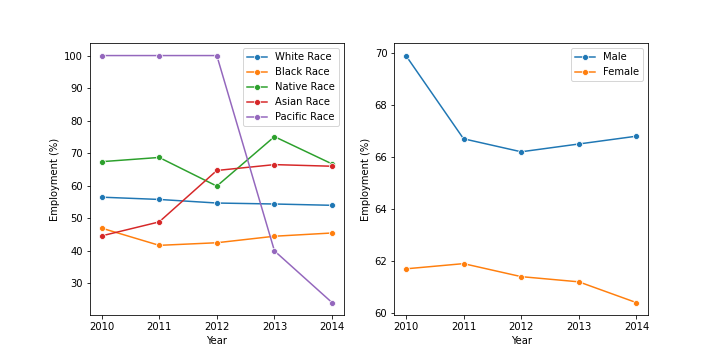 100
90
80
70
60
50
40
30
Employment (%)
2010 2011 2012 2013 2014
Year
White Race
Black Race
Native Race
Asian Race
Pacific Race
70
68
66
64
62
60
Employment (%)
2010 2011 2012 2013 2014
Year
Male
Female